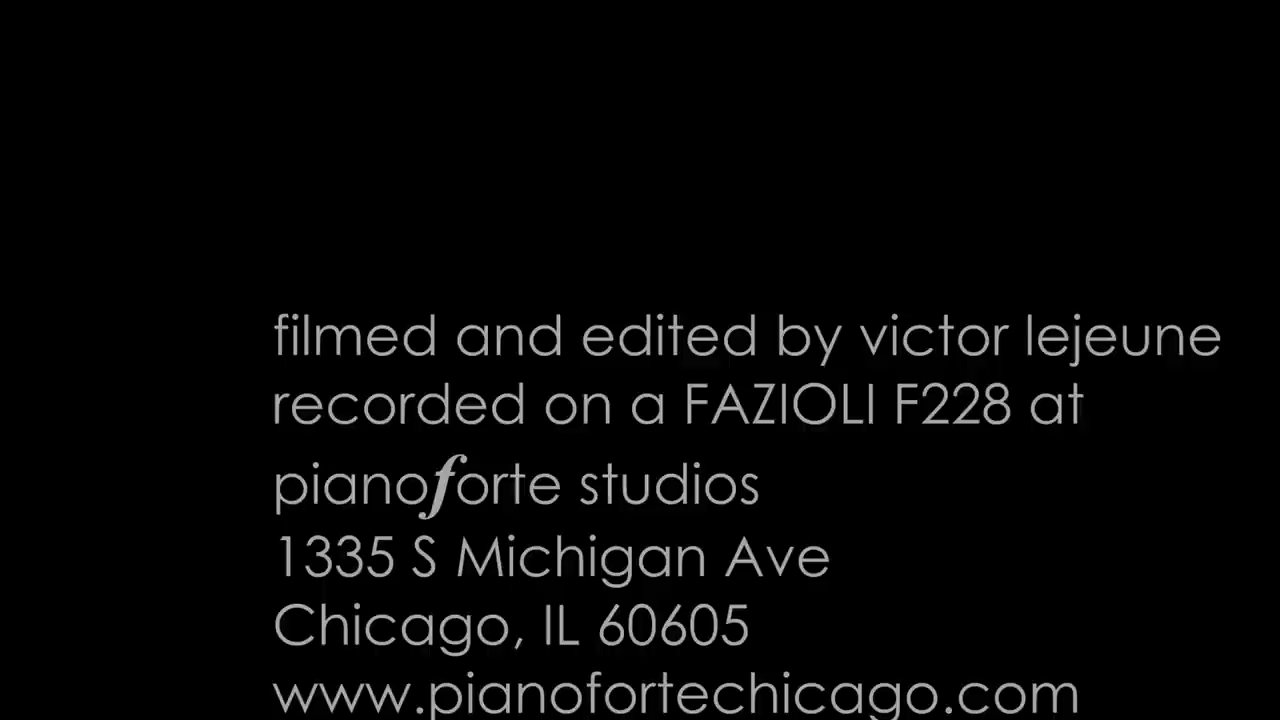 filmed and edited by victor lejeune
recorded on a FAZIOLI F228 at
pianoforte studios
1335 S Michigan Ave
Chicago, IL 60605
www.pianofortechicago.com